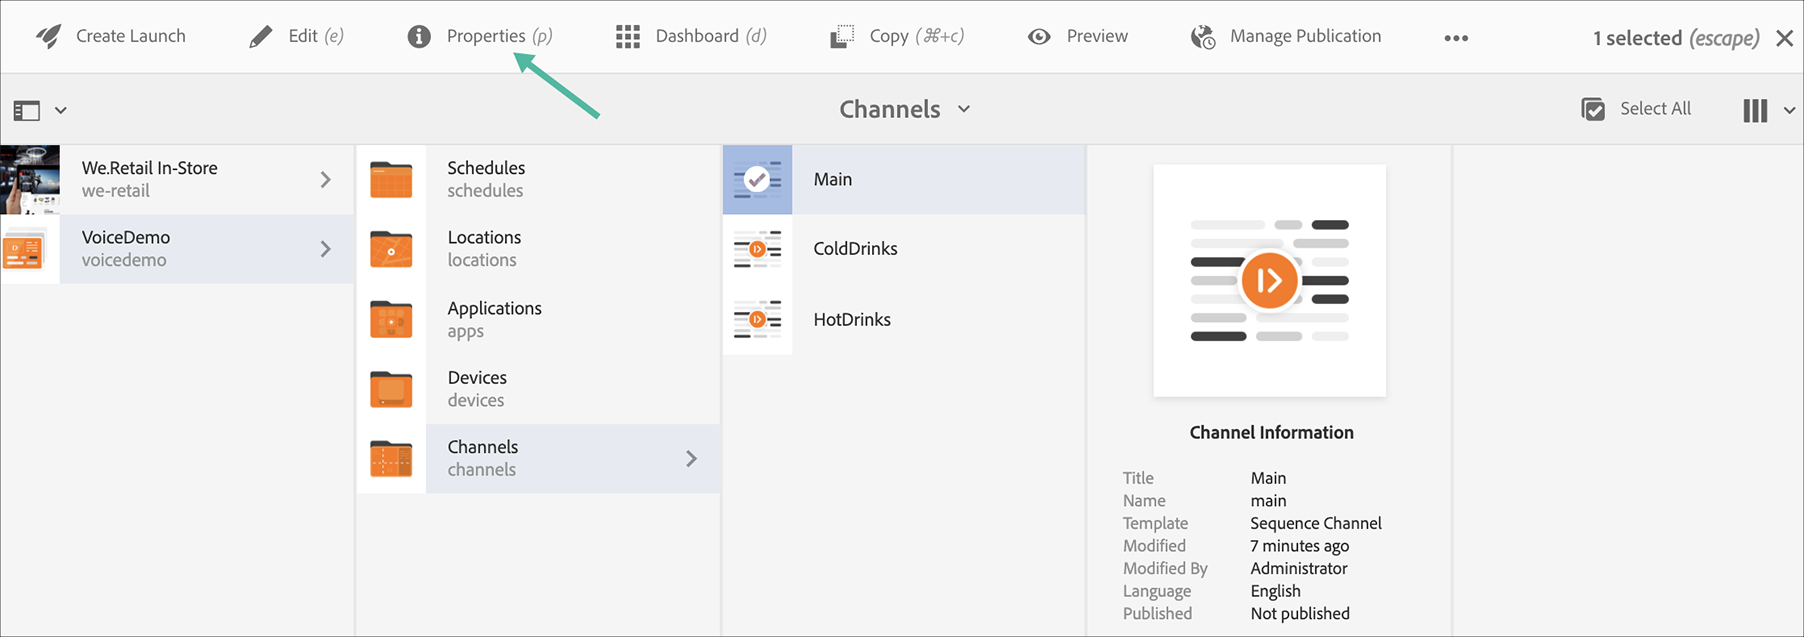 Create Launch
Edit (e)
Properties (p)
Dashboard (d)
Copy (⌘+c)
Preview
Manage Publication
1 selected (escape)
Channels
Select All
We.Retail In-Store
we-retail
VoiceDemo
voicedemo
Schedules
schedules
Locations
locations
Applications
apps
Devices
devices
Channels
channels
Main
ColdDrinks
HotDrinks
Channel Information
Title Main
Name main
Template Sequence Channel
Modified 7 minutes ago
Modified By Administrator
Language English
Published Not published